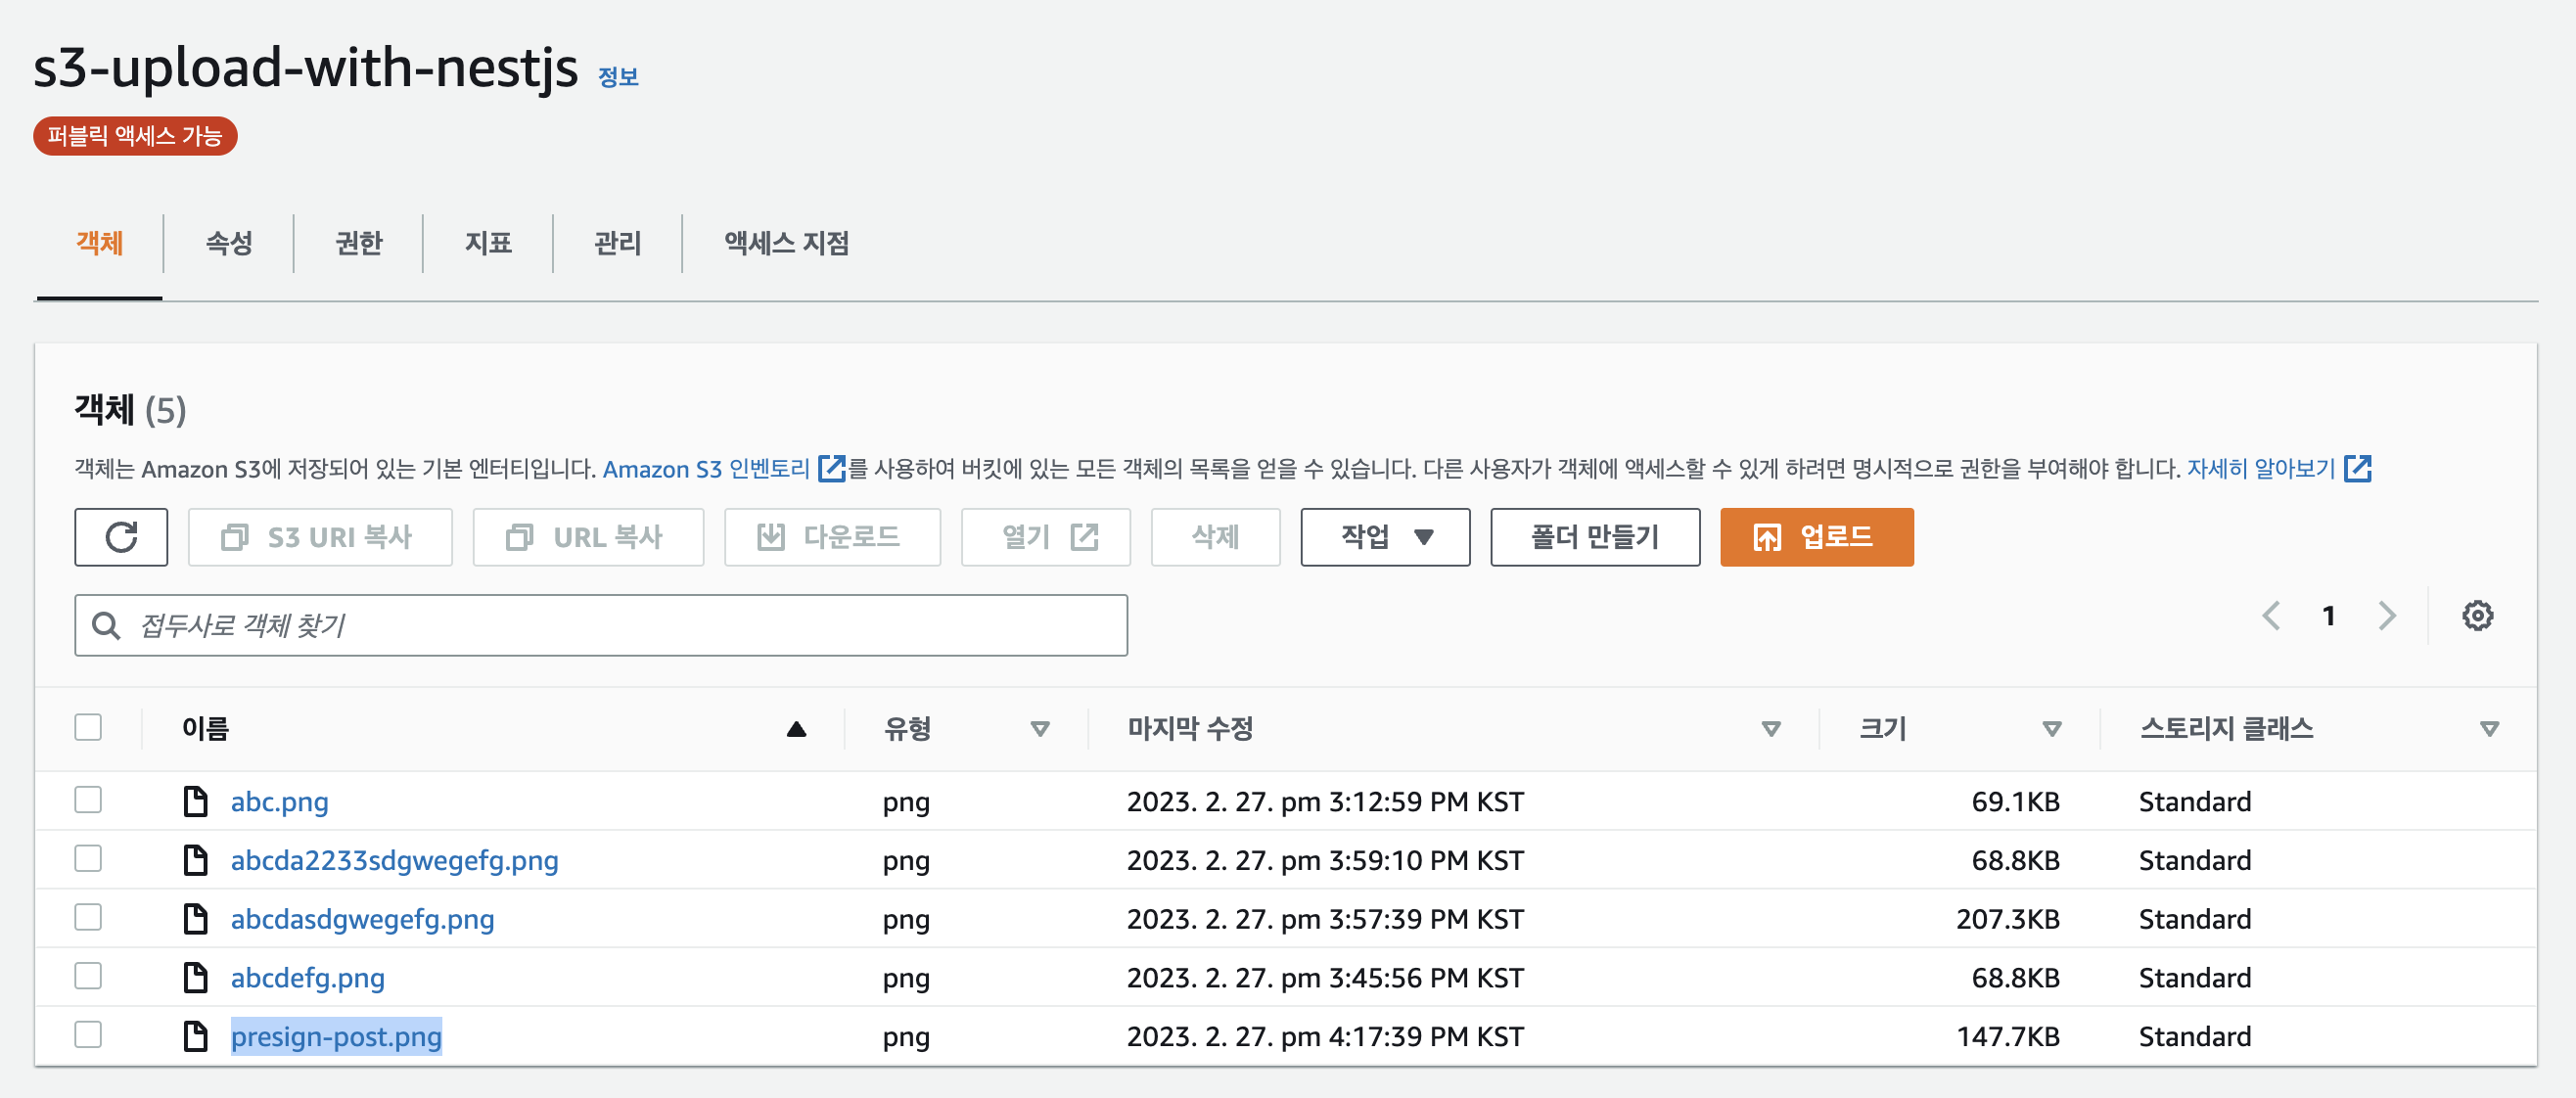 s3-upload-with-nestjs 정보
퍼블릭 액세스 가능
객체 속성 권한 지표 관리 액세스 지점
객체 (5)
객체는 Amazon S3에 저장되어 있는 기본 엔터티입니다. Amazon S3 인벤토리 를 사용하여 버킷에 있는 모든 객체의 목록을 얻을 수 있습니다. 다른 사용자가 객체에 액세스할 수 있게 하려면 명시적으로 권한을 부여해야 합니다. 자세히 알아보기
S3 URI 복사 URL 복사 다운로드 열기 삭제 작업 폴더 만들기 업로드
접두사로 객체 찾기 1
이름 유형 마지막 수정 크기 스토리지 클래스
abc.png png 2023. 2. 27. pm 3:12:59 PM KST 69.1KB Standard
abcda2233sdgwegefg.png png 2023. 2. 27. pm 3:59:10 PM KST 68.8KB Standard
abcdasdgwegefg.png png 2023. 2. 27. pm 3:57:39 PM KST 207.3KB Standard
abcdefg.png png 2023. 2. 27. pm 3:45:56 PM KST 68.8KB Standard
presign-post.png png 2023. 2. 27. pm 4:17:39 PM KST 147.7KB Standard